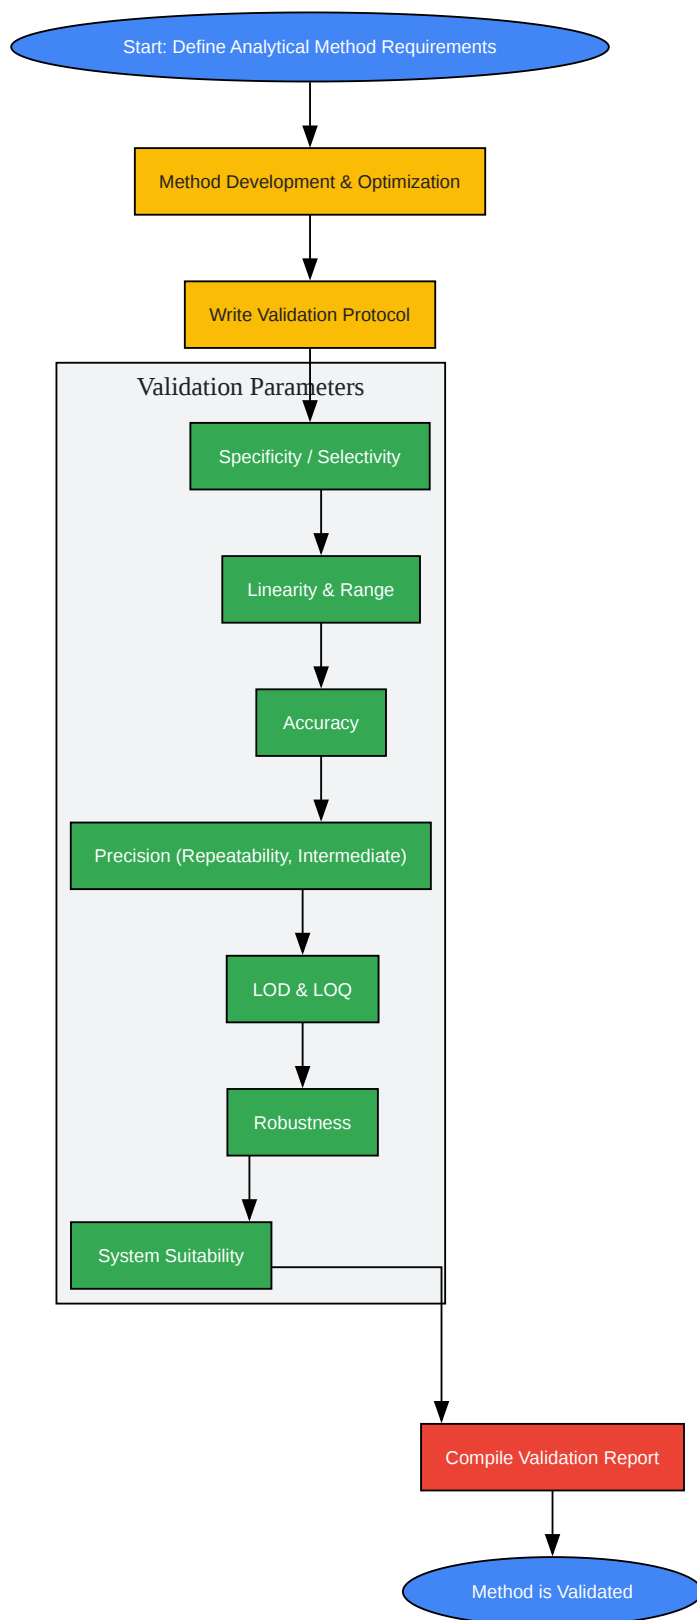 Start: Define Analytical Method Requirements
Method Development & Optimization
Write Validation Protocol
Validation Parameters
Specificity / Selectivity
Linearity & Range
Accuracy
Precision (Repeatability, Intermediate)
LOD & LOQ
Robustness
System Suitability
Compile Validation Report
Method is Validated